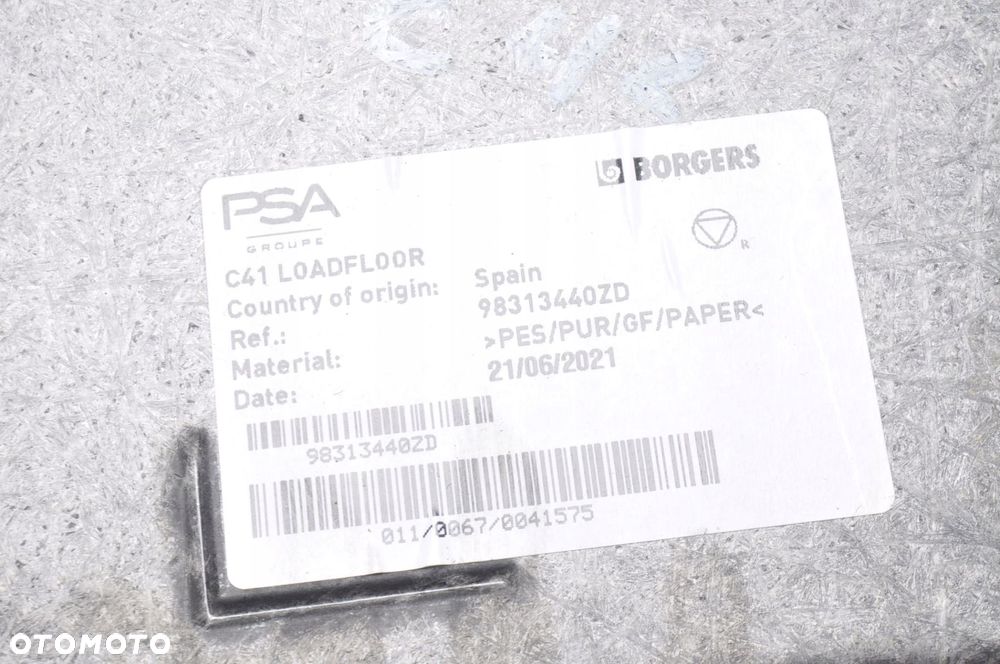 PSA
GROUPE
BORGERS
R
C41 LOADFLOOR
Country of origin: Spain
Ref.: 98313440ZD
Material: >PES/PUR/GF/PAPER<
Date: 21/06/2021
98313440ZD
011/0067/0041575
OTOMOTO